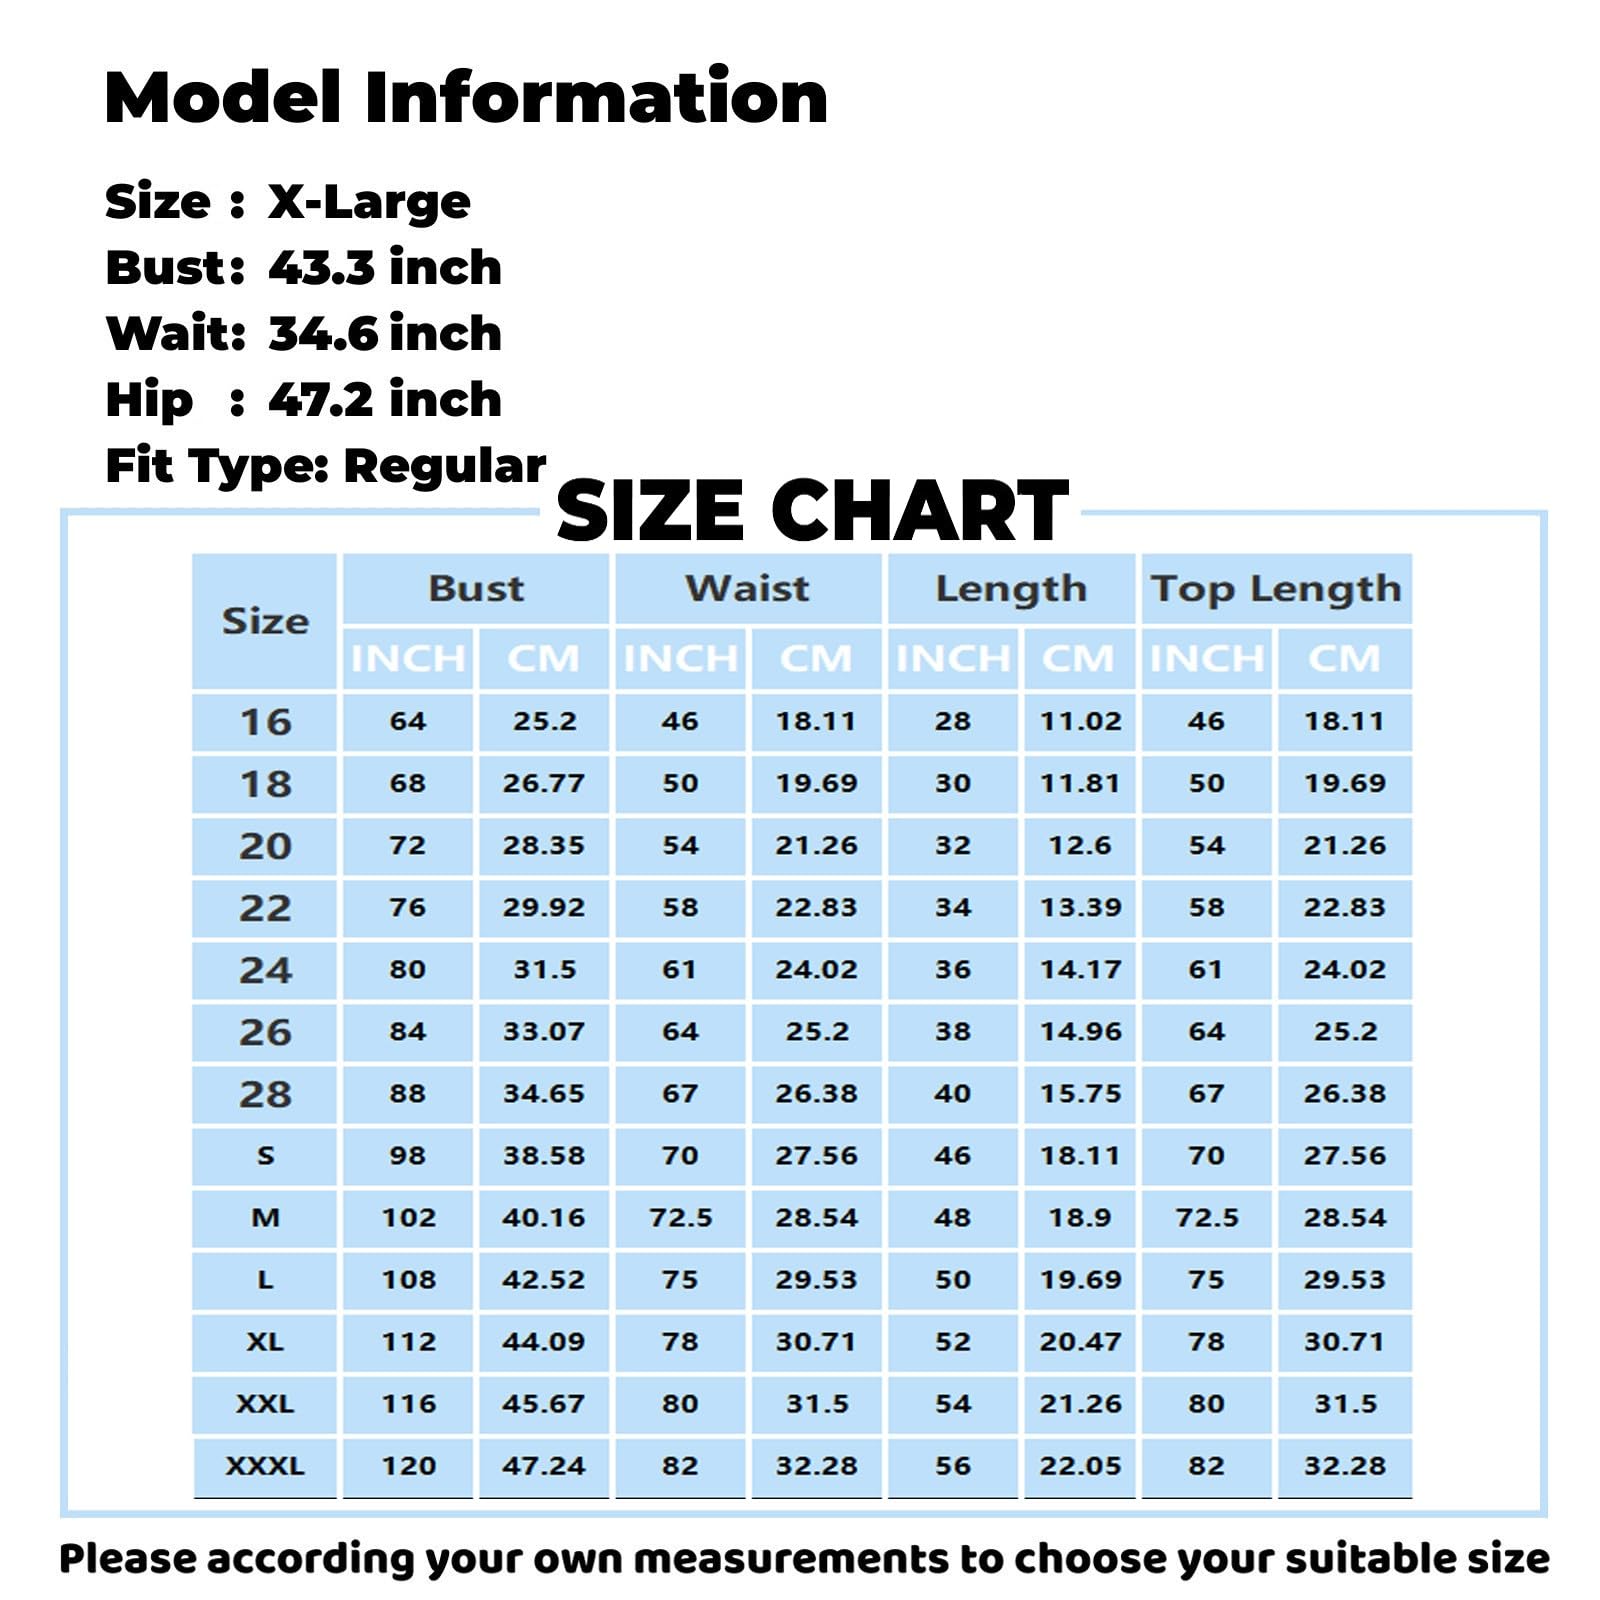 Model Information
Size : X-Large
Bust: 43.3 inch
Wait: 34.6 inch
Hip : 47.2 inch
Fit Type: Regular
SIZE CHART
Size Bust Waist Length Top Length
INCH CM INCH CM INCH CM INCH CM
16 64 25.2 46 18.11 28 11.02 46 18.11
18 68 26.77 50 19.69 30 11.81 50 19.69
20 72 28.35 54 21.26 32 12.6 54 21.26
22 76 29.92 58 22.83 34 13.39 58 22.83
24 80 31.5 61 24.02 36 14.17 61 24.02
26 84 33.07 64 25.2 38 14.96 64 25.2
28 88 34.65 67 26.38 40 15.75 67 26.38
S 98 38.58 70 27.56 46 18.11 70 27.56
M 102 40.16 72.5 28.54 48 18.9 72.5 28.54
L 108 42.52 75 29.53 50 19.69 75 29.53
XL 112 44.09 78 30.71 52 20.47 78 30.71
XXL 116 45.67 80 31.5 54 21.26 80 31.5
XXXL 120 47.24 82 32.28 56 22.05 82 32.28
Please according your own measurements to choose your suitable size